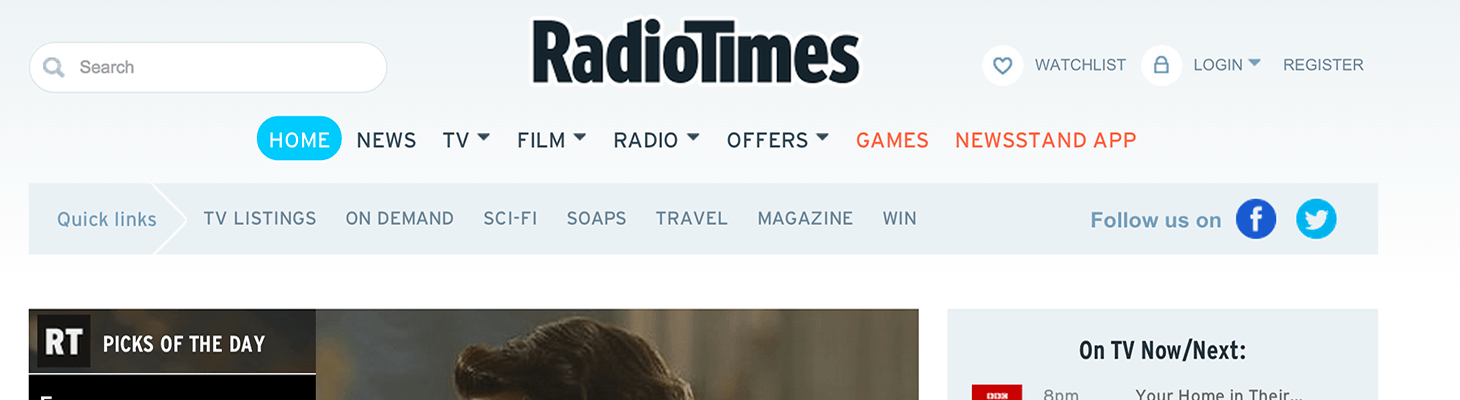 Search
RadioTimes
WATCHLIST LOGIN REGISTER
HOME NEWS TV FILM RADIO OFFERS GAMES NEWSSTAND APP
Quick links TV LISTINGS ON DEMAND SCI-FI SOAPS TRAVEL MAGAZINE WIN Follow us on
RT PICKS OF THE DAY
On TV Now/Next:
BBC 8pm Your Home in Their...